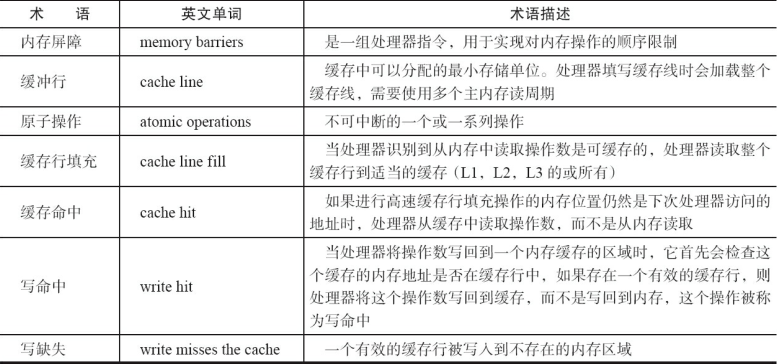 术 语 英文单词 术语描述
内存屏障 memory barriers 是一组处理器指令，用于实现对内存操作的顺序限制
缓冲行 cache line 缓存中可以分配的最小存储单位。处理器填写缓存线时会加载整个
缓存线，需要使用多个主内存读周期
原子操作 atomic operations 不可中断的一个或一系列操作
缓存行填充 cache line fill 当处理器识别到从内存中读取操作数是可缓存的，处理器读取整个
缓存行到适当的缓存（L1，L2，L3 的或所有）
缓存命中 cache hit 如果进行高速缓存行填充操作的内存位置仍然是下次处理器访问的
地址时，处理器从缓存中读取操作数，而不是从内存读取
写命中 write hit 当处理器将操作数写回到一个内存缓存的区域时，它首先会检查这
个缓存的内存地址是否在缓存行中，如果存在一个有效的缓存行，则
处理器将这个操作数写回到缓存，而不是写回到内存，这个操作被称
为写命中
写缺失 write misses the cache 一个有效的缓存行被写入到不存在的内存区域